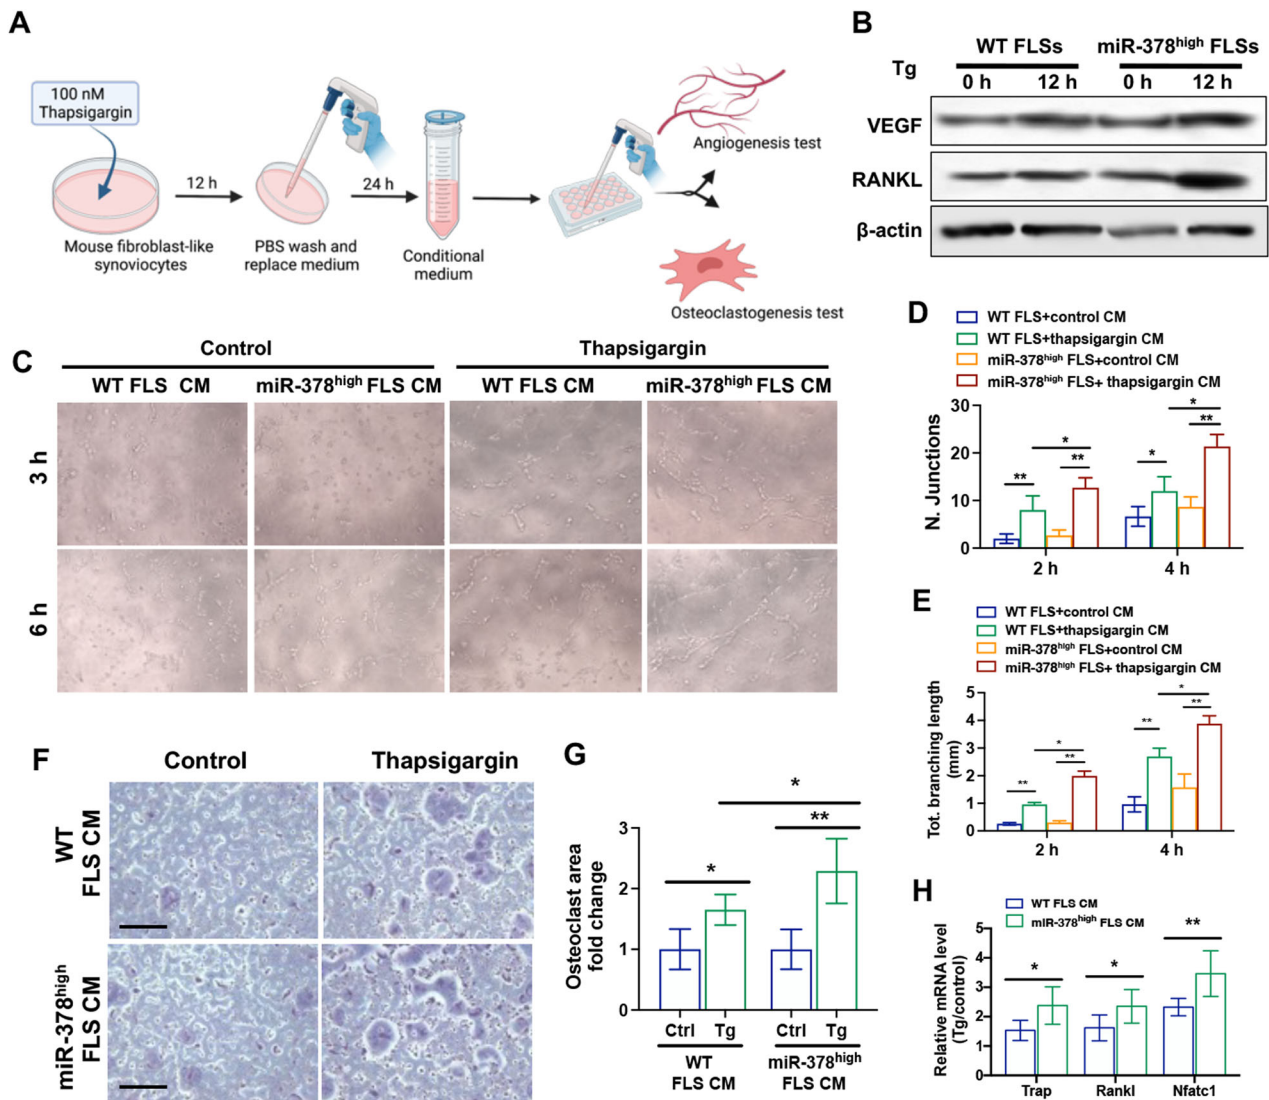 A
100 nM
Thapsigargin
12 h
24 h
Mouse fibroblast-like
synoviocytes
PBS wash and
replace medium
Conditional
medium
Angiogenesis test
Osteoclastogenesis test
B
WT FLSs
miR-378high FLSs
Tg
0 h
12 h
0 h
12 h
VEGF
RANKL
β-actin
C
Control
Thapsigargin
WT FLS CM
miR-378high FLS CM
WT FLS CM
miR-378high FLS CM
3 h
6 h
D
WT FLS+control CM
WT FLS+thapsigargin CM
miR-378high FLS+control CM
miR-378high FLS+ thapsigargin CM
N. Junctions
30
20
10
0
**
*
**
*
*
**
2 h
4 h
E
WT FLS+control CM
WT FLS+thapsigargin CM
miR-378high FLS+control CM
miR-378high FLS+ thapsigargin CM
Tot. branching length
(mm)
5
4
3
2
1
0
**
*
**
**
*
**
2 h
4 h
F
Control
Thapsigargin
WT
FLS CM
miR-378high
FLS CM
G
Osteoclast area
fold change
3
2
1
0
*
*
**
Ctrl
Tg
Ctrl
Tg
WT
FLS CM
miR-378high
FLS CM
H
WT FLS CM
miR-378high FLS CM
Relative mRNA level
(Tg/control)
5
4
3
2
1
0
*
*
**
Trap
Rankl
Nfatc1